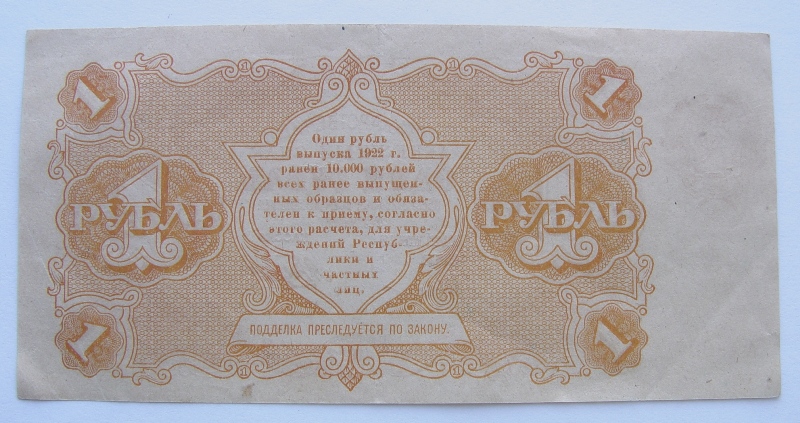 1
1
Один рубль
выпуска 1922 г.
равен 10.000 рублей
всех ранее выпущен-
ных образцов и обяза-
телен к приему, согласно
этого расчета, для учре-
ждений Респуб-
лики и
частных
лиц.
1
РУБЛЬ
1
РУБЛЬ
ПОДДЕЛКА ПРЕСЛЕДУЕТСЯ ПО ЗАКОНУ.
1
1